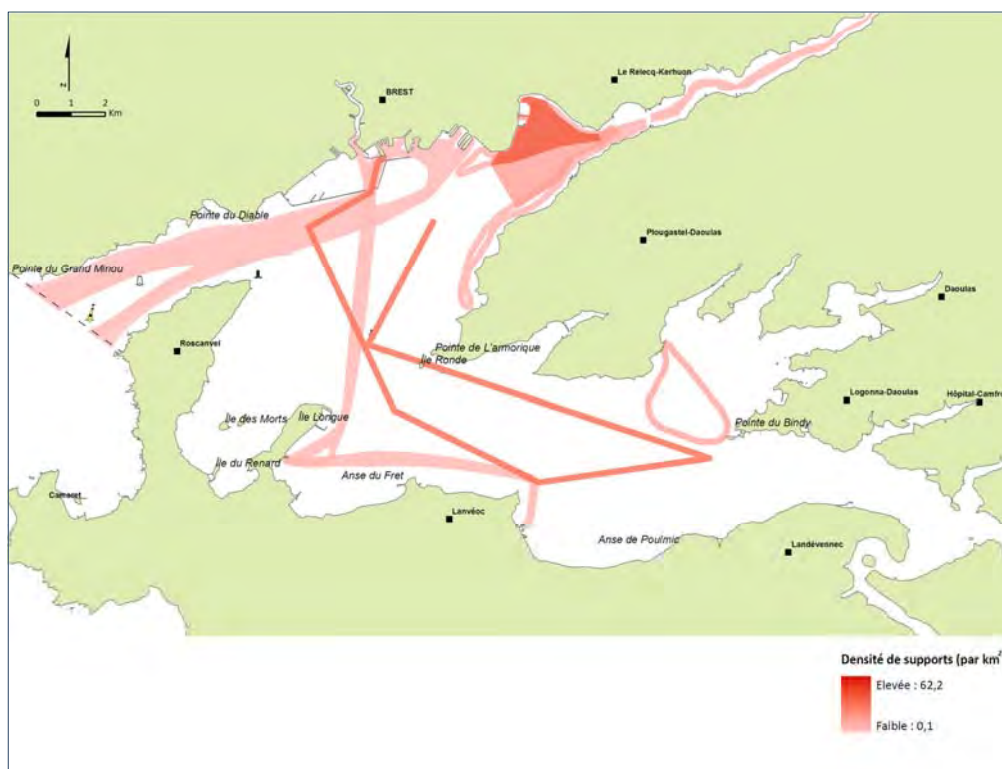 Le Relecq-Kerhuon
BREST
N
0 1 2
Km
Pointe du Diable
Plougastel-Daoulas
Pointe du Grand Minou
Daoulas
Roscanvel
Pointe de L'armorique
Île Ronde
Logonna-Daoulas
Hôpital-Camfro
Île des Morts
Île Longue
Pointe du Bindy
Île du Renard
Anse du Fret
Camaret
Lanvéoc
Anse de Poulmic
Landévennec
Densité de supports (par km²
Elevée : 62,2
Faible : 0,1